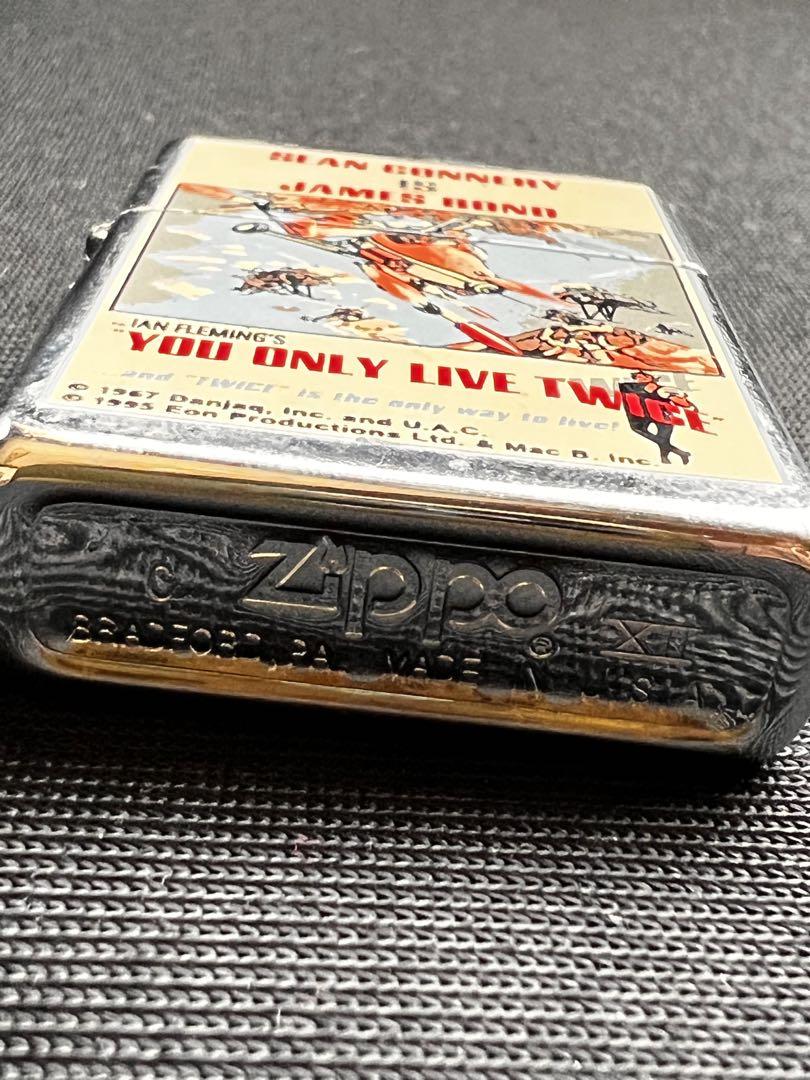 SEAN CONNERY
IS
JAMES BOND
"IAN FLEMING'S
"YOU ONLY LIVE TWICE"
...and "TWICE" is the only way to live!
© 1967 Danjaq, Inc. and U.A.C.
© 1995 Eon Productions Ltd. & Mac B. Inc.
C Zippo ® XII
BRADFORD, PA. MADE IN U.S.A.